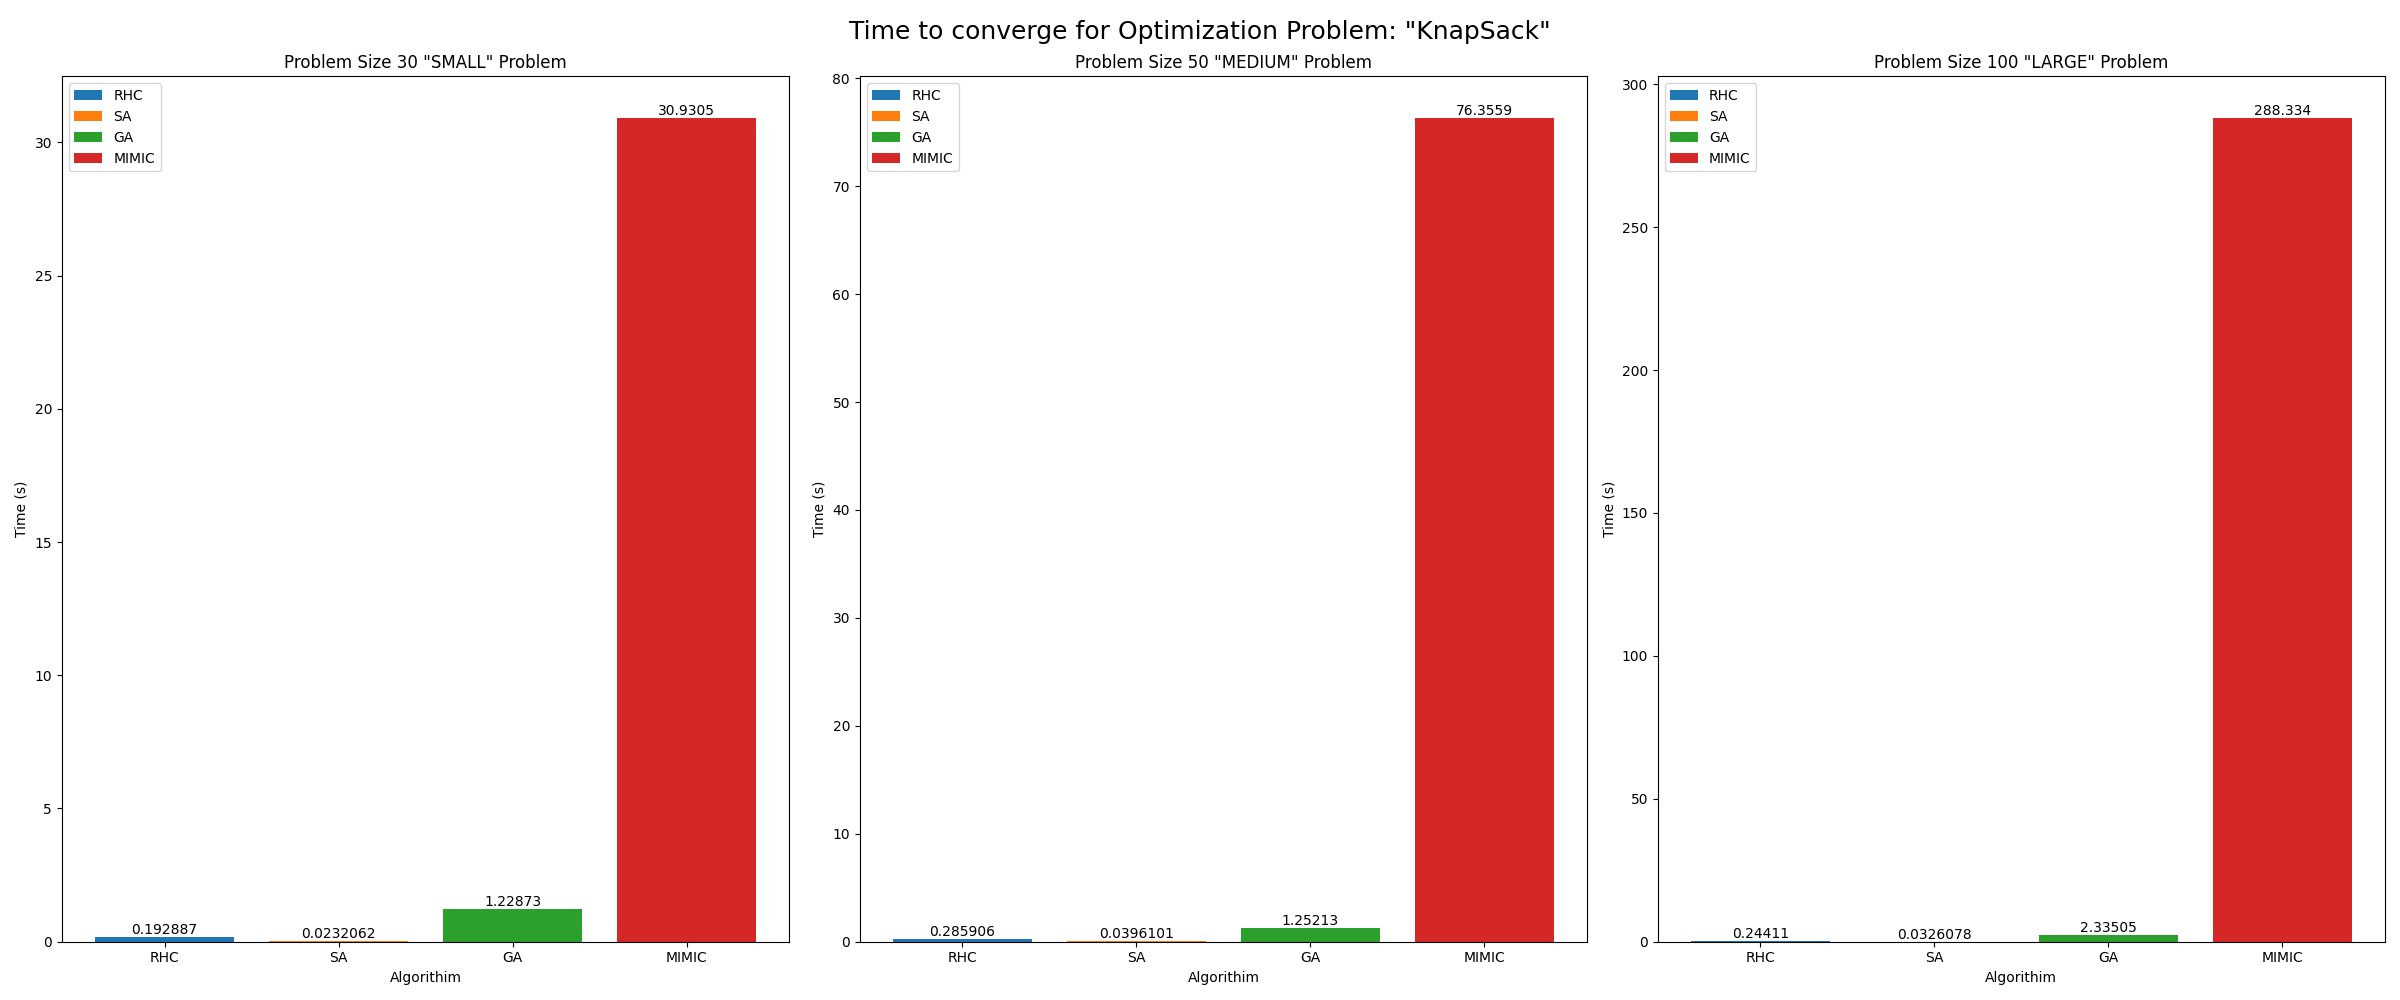 Time to converge for Optimization Problem: "KnapSack"
Problem Size 30 "SMALL" Problem
RHC
SA
GA
MIMIC
Time (s)
30
25
20
15
10
5
0
0.192887
0.0232062
1.22873
30.9305
RHC SA GA MIMIC
Algorithim
Problem Size 50 "MEDIUM" Problem
RHC
SA
GA
MIMIC
Time (s)
80
70
60
50
40
30
20
10
0
0.285906
0.0396101
1.25213
76.3559
RHC SA GA MIMIC
Algorithim
Problem Size 100 "LARGE" Problem
RHC
SA
GA
MIMIC
Time (s)
300
250
200
150
100
50
0
0.24411
0.0326078
2.33505
288.334
RHC SA GA MIMIC
Algorithim